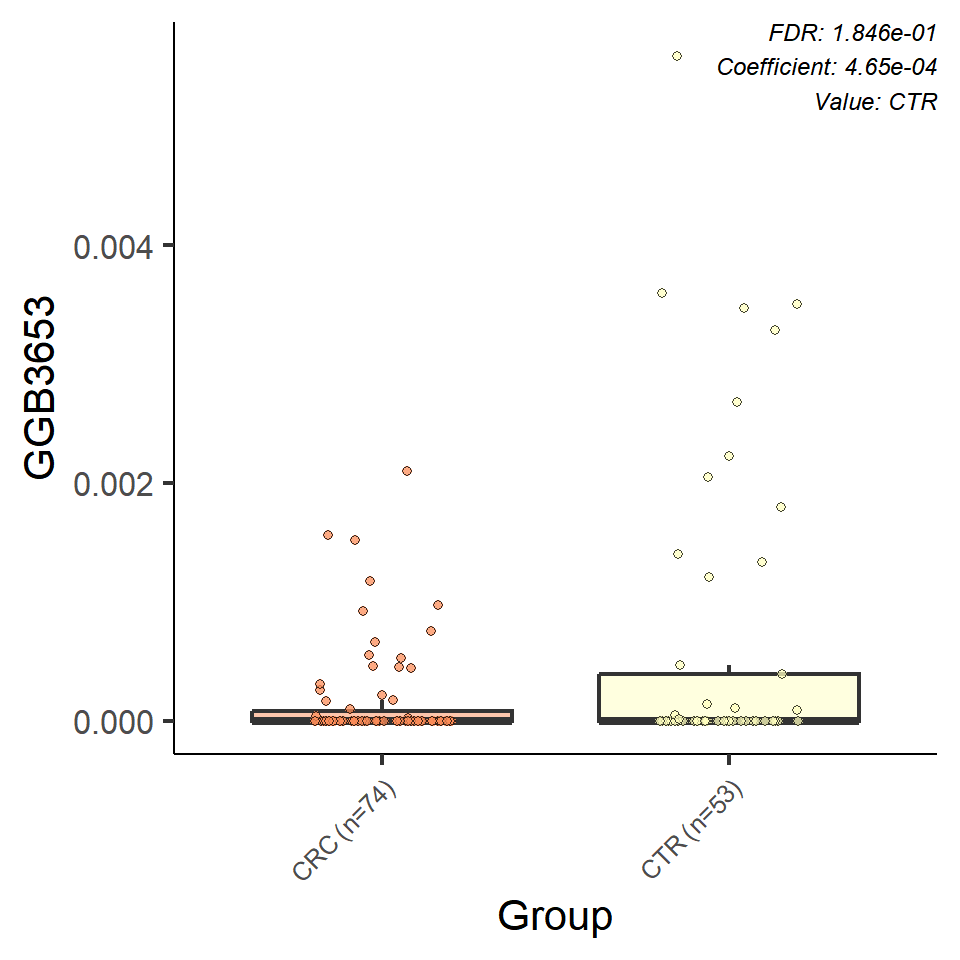 FDR: 1.846e-01
Coefficient: 4.65e-04
Value: CTR
GGB3653
0.004
0.002
0.000
CRC (n=74)
CTR (n=53)
Group